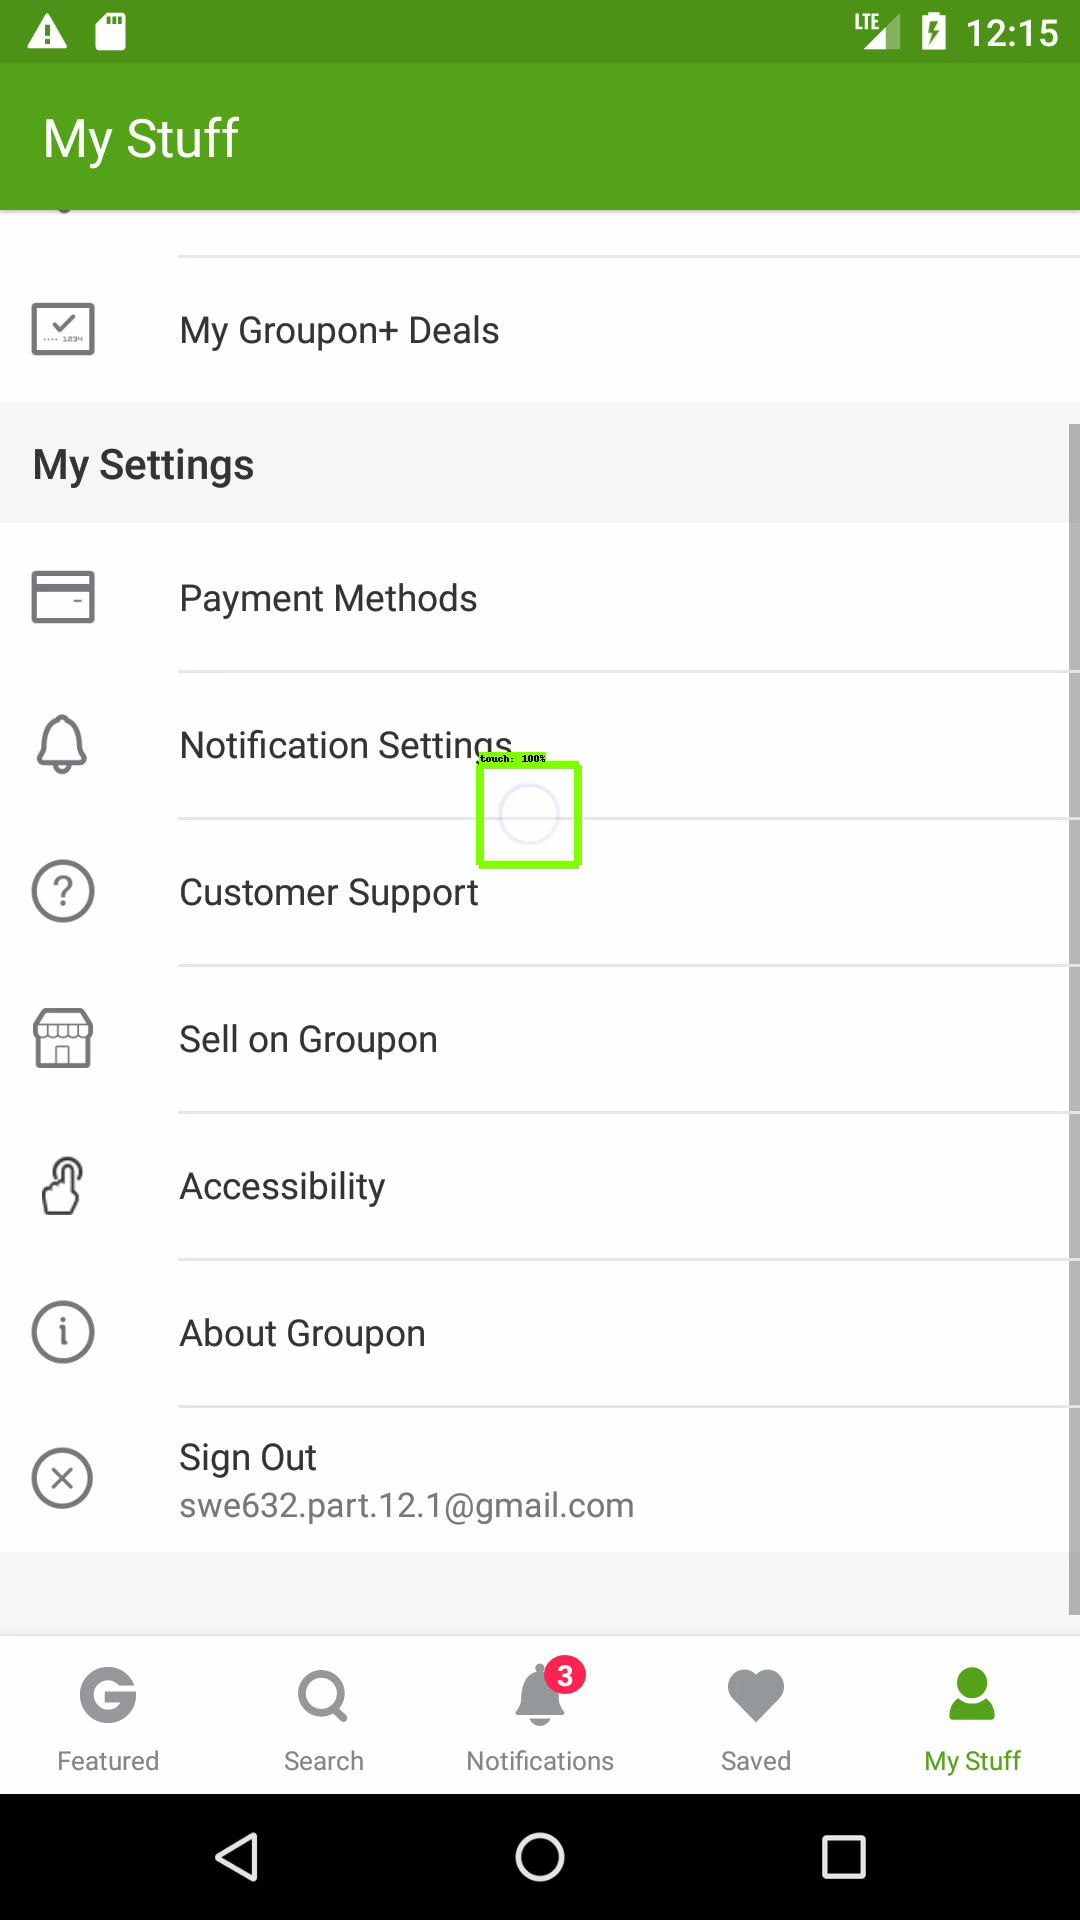 LTE 12:15
My Stuff
1234
My Groupon+ Deals
My Settings
Payment Methods
Notification Settings
touch: 100%
Customer Support
Sell on Groupon
Accessibility
About Groupon
Sign Out
swe632.part.12.1@gmail.com
3
Featured Search Notifications Saved My Stuff